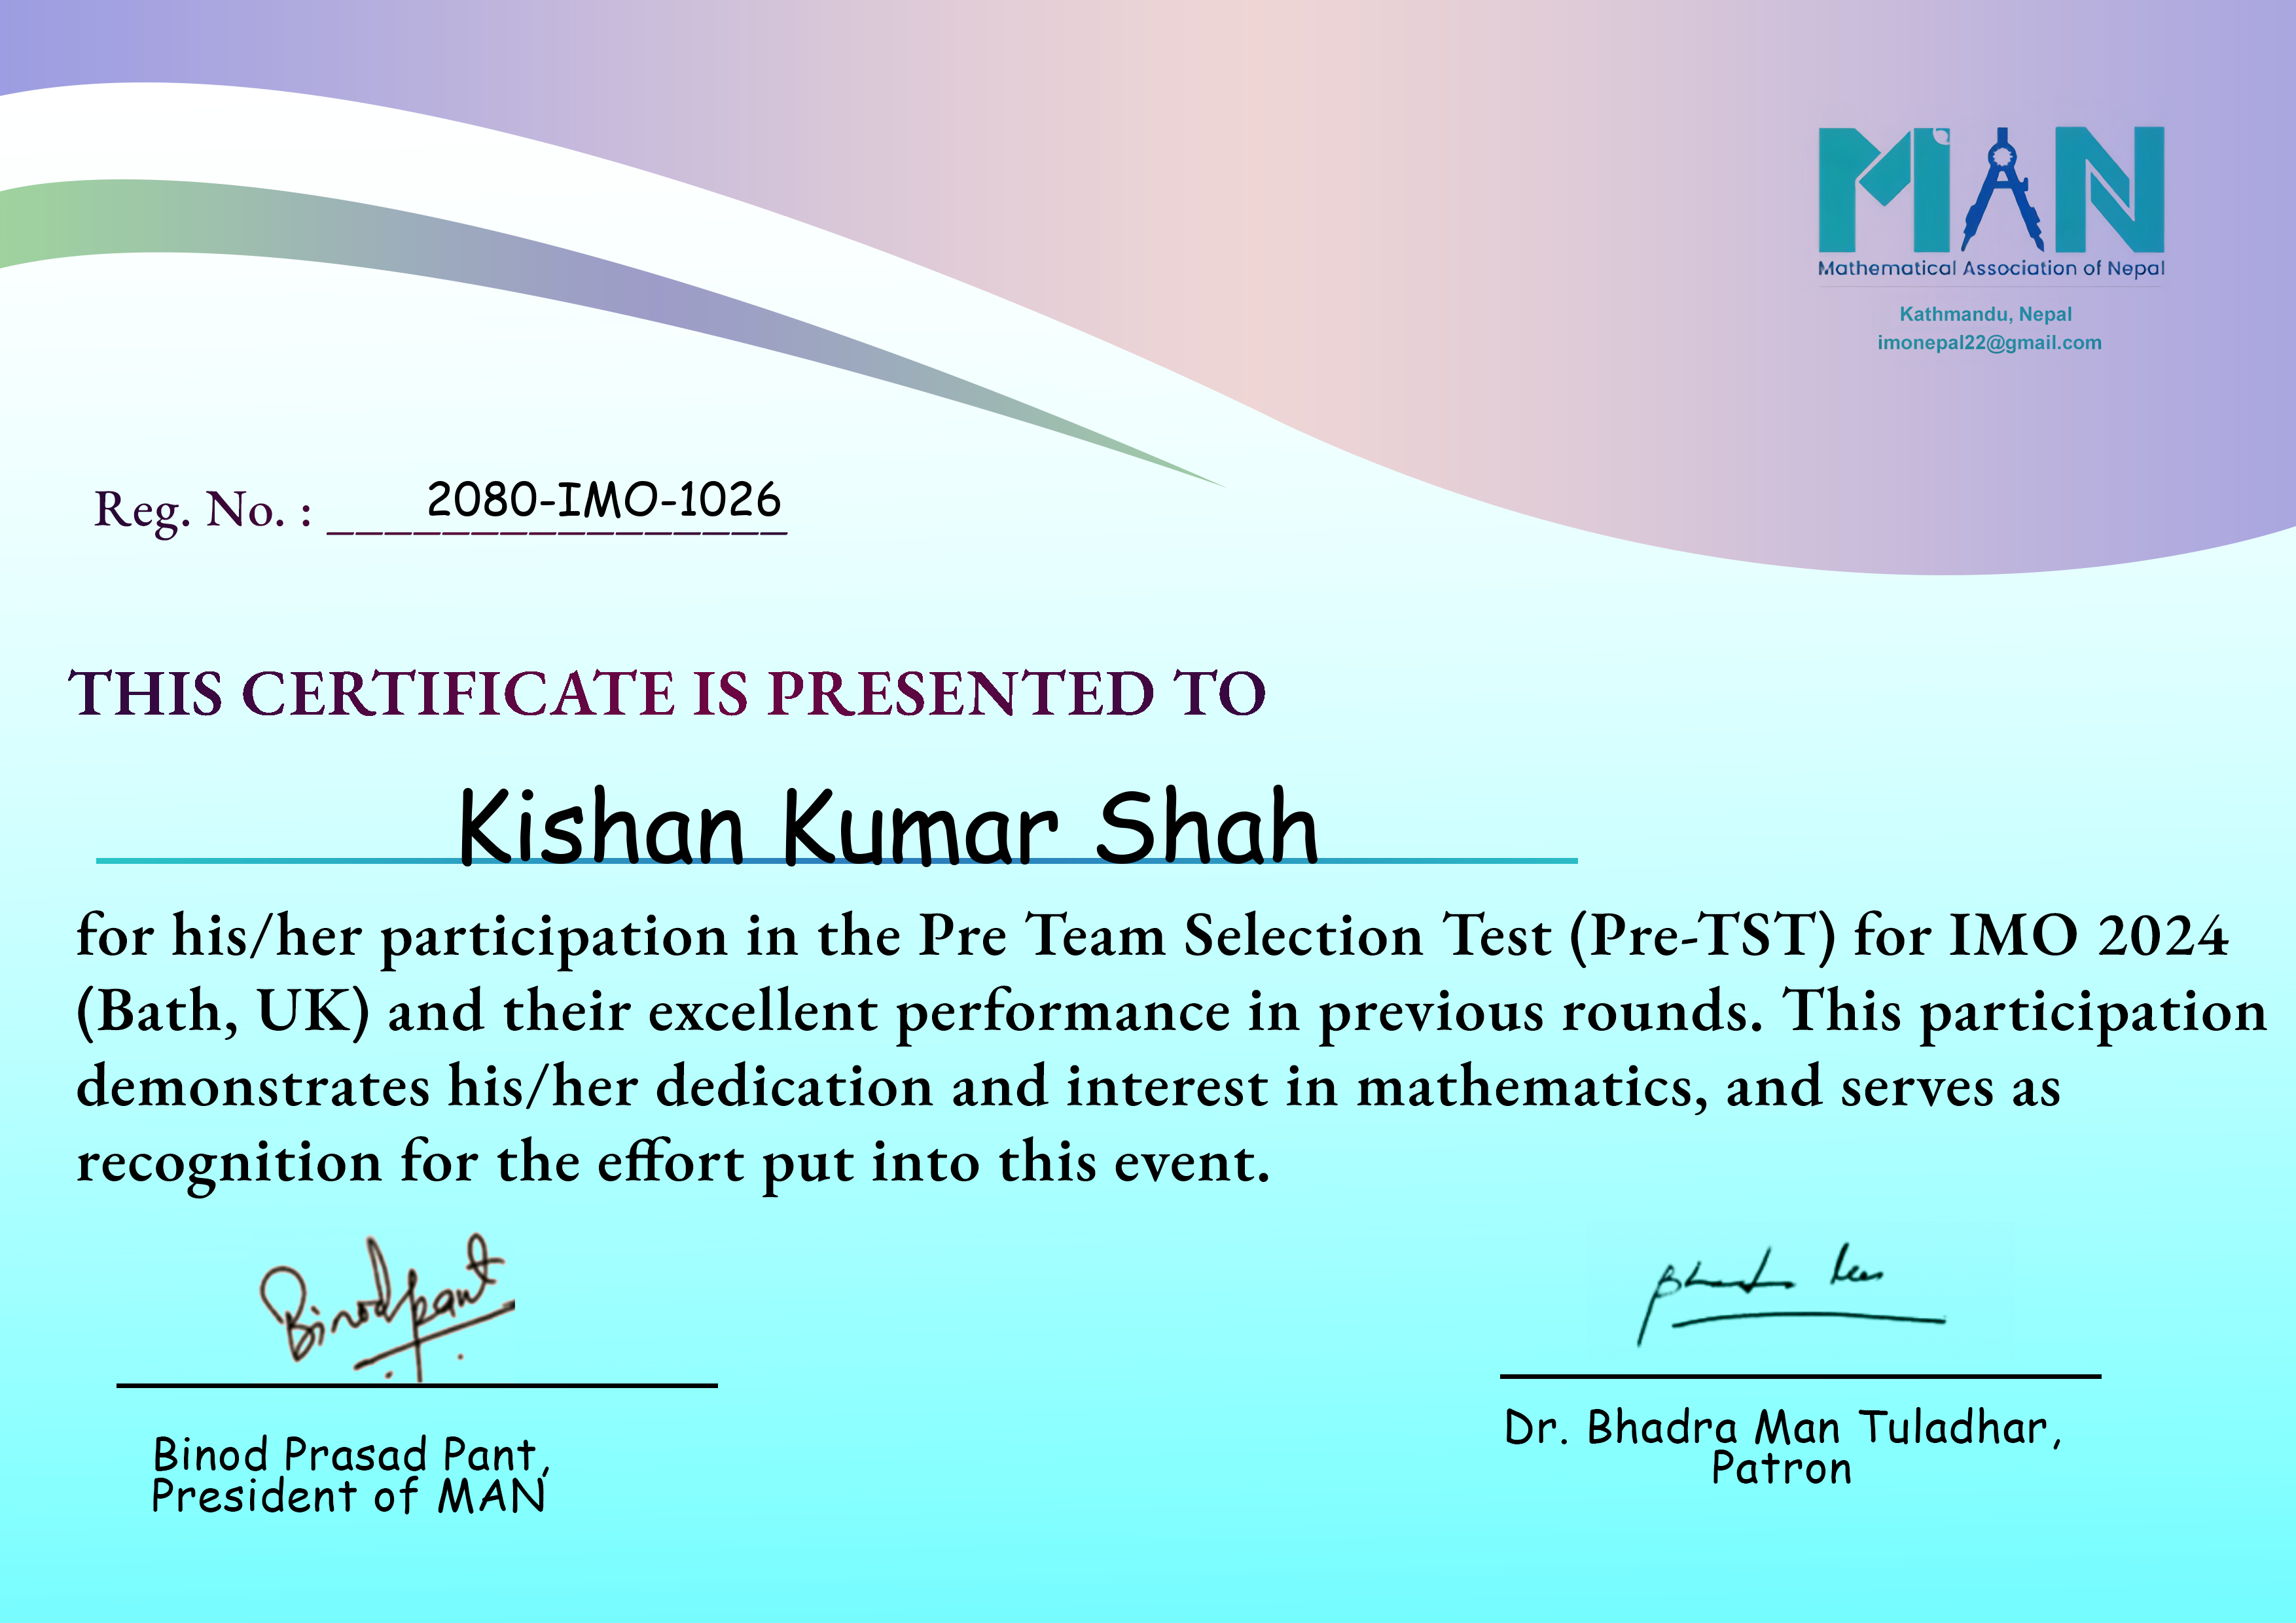 MAN
Mathematical Association of Nepal
Kathmandu, Nepal
imonepal22@gmail.com
Reg. No. : 2080-IMO-1026
THIS CERTIFICATE IS PRESENTED TO
Kishan Kumar Shah
for his/her participation in the Pre Team Selection Test (Pre-TST) for IMO 2024
(Bath, UK) and their excellent performance in previous rounds. This participation
demonstrates his/her dedication and interest in mathematics, and serves as
recognition for the effort put into this event.
Binod pant
Binod Prasad Pant,
President of MAN
Dr. Bhadra Man Tuladhar,
Patron